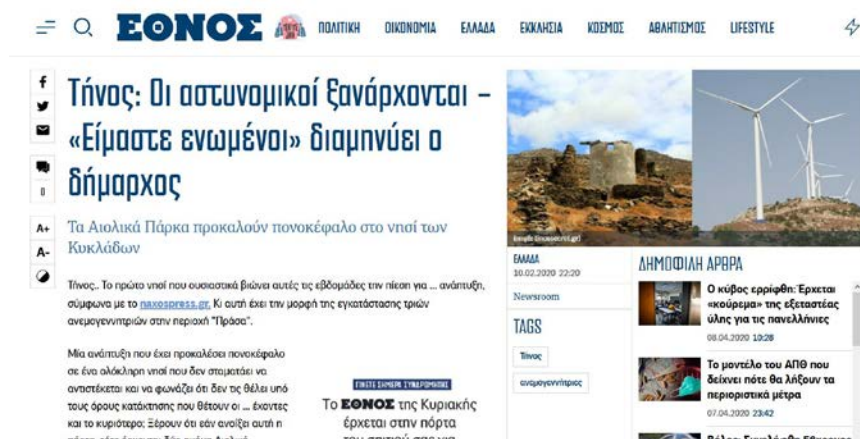 ΕΘΝΟΣ
ΠΟΛΙΤΙΚΗ ΟΙΚΟΝΟΜΙΑ ΕΛΛΑΔΑ ΕΚΚΛΗΣΙΑ ΚΟΣΜΟΣ ΑΘΛΗΤΙΣΜΟΣ LIFESTYLE
Τήνος: Οι αστυνομικοί ξανάρχονται –
«Είμαστε ενωμένοι» διαμηνύει ο
δήμαρχος
0
A+
A-
Τα Αιολικά Πάρκα προκαλούν πονοκέφαλο στο νησί των
Κυκλάδων
Τήνος.. Το πρώτο νησί που ουσιαστικά βιώνει αυτές τις εβδομάδες την πίεση για ... ανάπτυξη,
σύμφωνα με το naxospress.gr. Κι αυτή έχει την μορφή της εγκατάστασης τριών
ανεμογεννητριών στην περιοχή "Πράσα".
Μία ανάπτυξη που έχει προκαλέσει πονοκέφαλο
σε ένα ολόκληρο νησί που δεν σταματάει να
αντιστέκεται και να φωνάζει ότι δεν τις θέλει υπό
τους όρους κατάκτησης που θέτουν οι ... έχοντες
και το κυριότερο; Ξέρουν ότι εάν ανοίξει αυτή η
ΓΙΝΕΤΕ ΣΗΜΕΡΑ ΣΥΝΔΡΟΜΗΤΗΣ
Το ΕΘΝΟΣ της Κυριακής
έρχεται στην πόρτα
ΕΛΛΑΔΑ
10.02.2020 22:20
Newsroom
TAGS
Τήνος
ανεμογεννήτριες
ΔΗΜΟΦΙΛΗ ΑΡΘΡΑ
Ο κύβος ερρίφθη: Έρχεται
«κούρεμα» της εξεταστέας
ύλης για τις πανελλήνιες
08.04.2020 10:28
Το μοντέλο του ΑΠΘ που
δείχνει πότε θα λήξουν τα
περιοριστικά μέτρα
07.04.2020 23:42